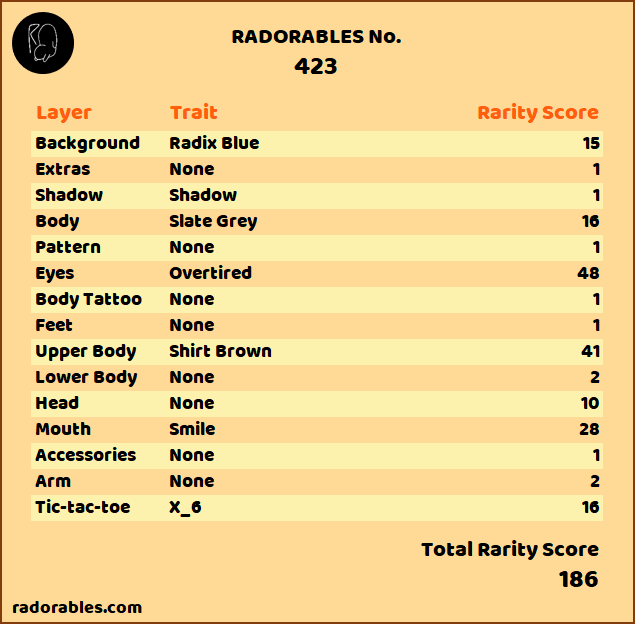 RADORABLES No.
423
Layer Trait Rarity Score
Background Radix Blue 15
Extras None 1
Shadow Shadow 1
Body Slate Grey 16
Pattern None 1
Eyes Overtired 48
Body Tattoo None 1
Feet None 1
Upper Body Shirt Brown 41
Lower Body None 2
Head None 10
Mouth Smile 28
Accessories None 1
Arm None 2
Tic-tac-toe X_6 16
Total Rarity Score
186
radorables.com